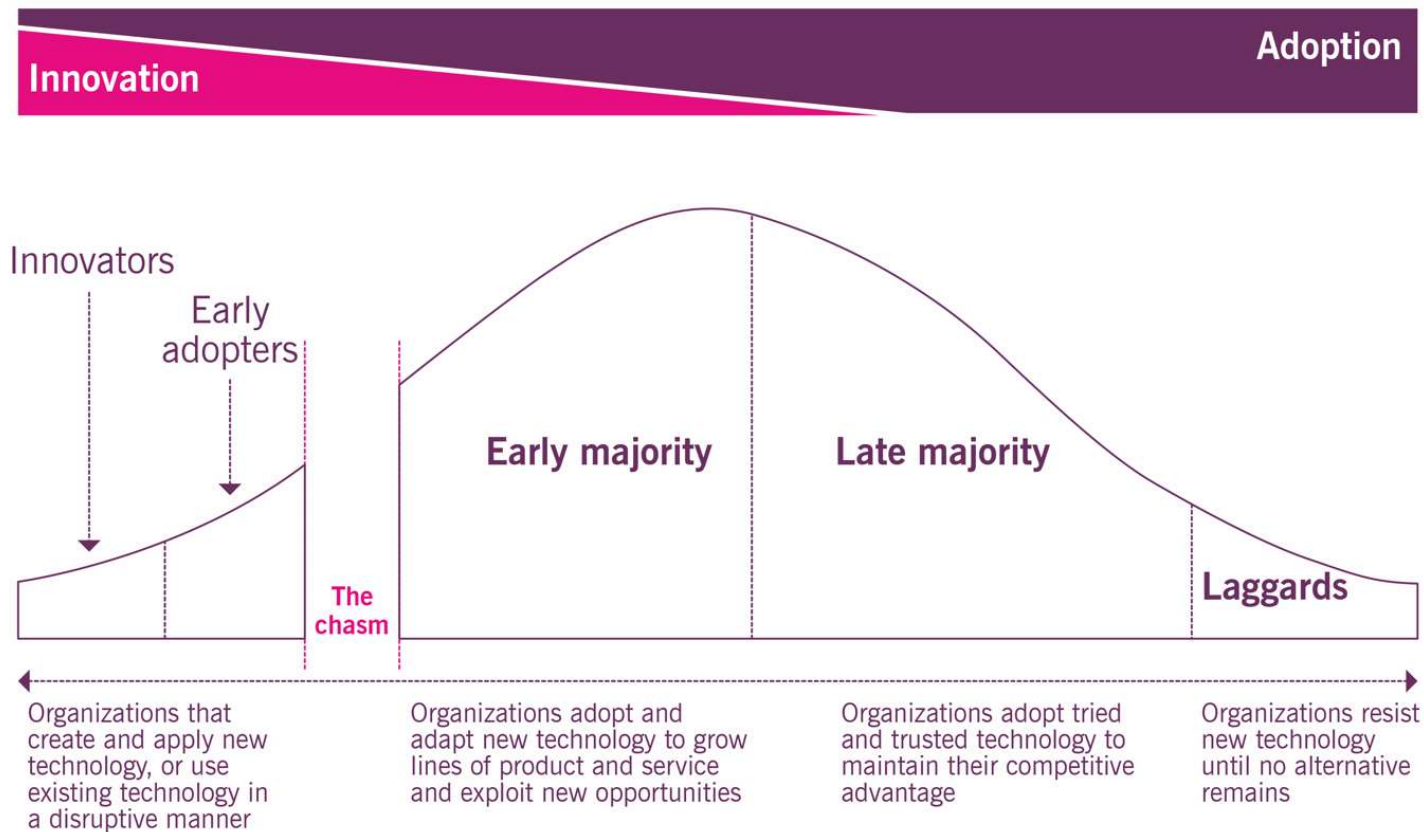 Adoption
Innovation
Innovators
Early
adopters
Early majority
Late majority
The
chasm
Laggards
Organizations that
create and apply new
technology, or use
existing technology in
a disruptive manner
Organizations adopt and
adapt new technology to grow
lines of product and service
and exploit new opportunities
Organizations adopt tried
and trusted technology to
maintain their competitive
advantage
Organizations resist
new technology
until no alternative
remains